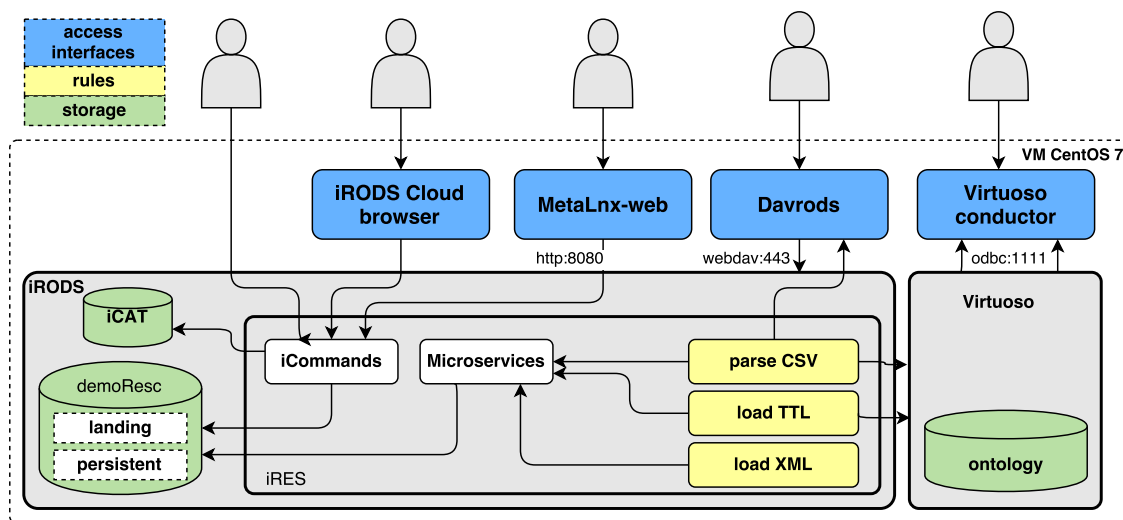 access
interfaces
rules
storage
VM CentOS 7
iRODS Cloud
browser
MetaLnx-web
Davrods
Virtuoso
conductor
http:8080
webdav:443
odbc:1111
iRODS
iCAT
Virtuoso
iCommands
Microservices
parse CSV
demoResc
landing
load TTL
persistent
load XML
ontology
iRES